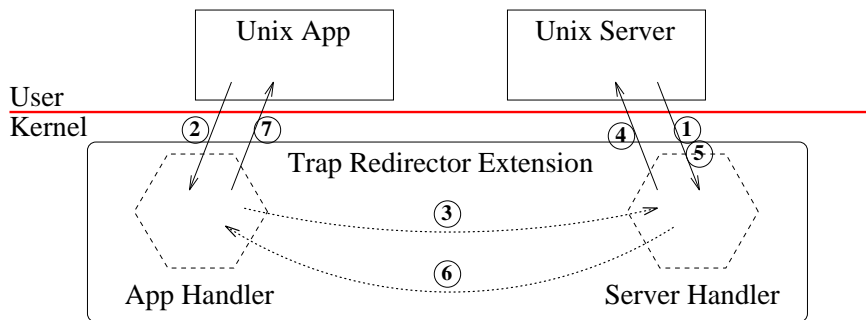 Unix App
Unix Server
User
Kernel
2
7
4
1
5
Trap Redirector Extension
3
6
App Handler
Server Handler